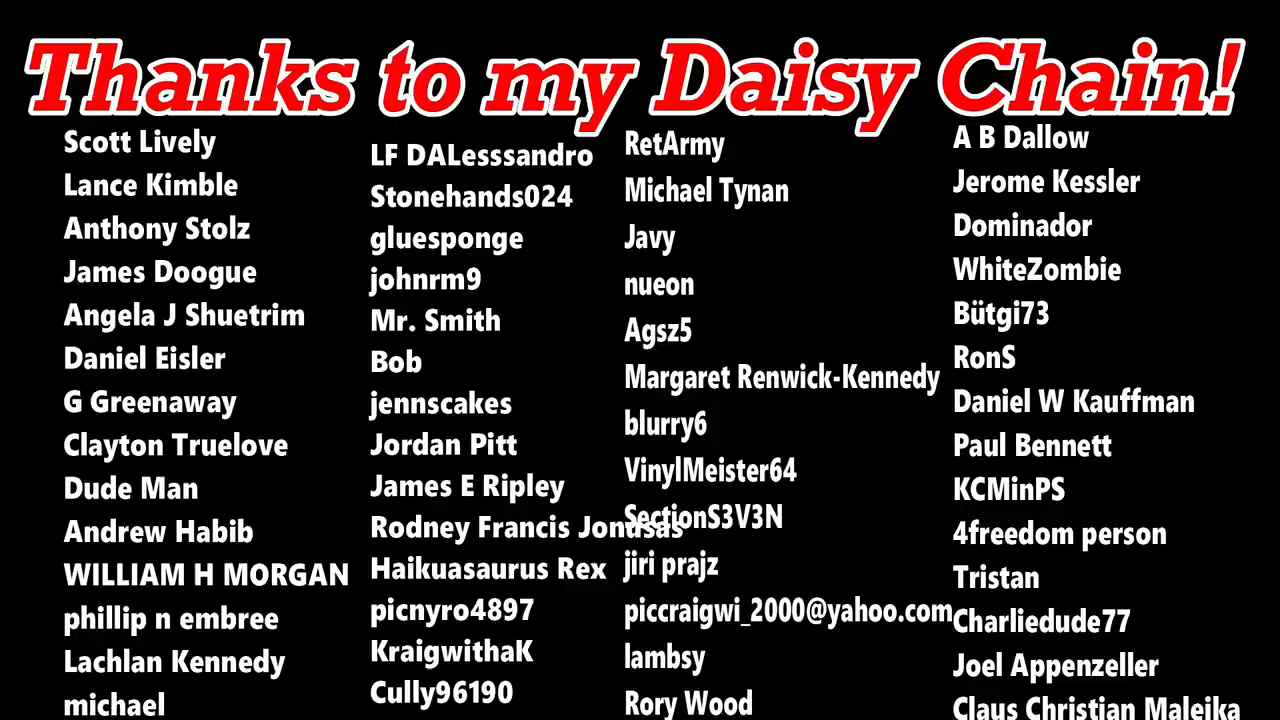 Thanks to my Daisy Chain!
Scott Lively
Lance Kimble
Anthony Stolz
James Doogue
Angela J Shuetrim
Daniel Eisler
G Greenaway
Clayton Truelove
Dude Man
Andrew Habib
WILLIAM H MORGAN
phillip n embree
Lachlan Kennedy
michael
LF DALesssandro
Stonehands024
gluesponge
johnrm9
Mr. Smith
Bob
jennscakes
Jordan Pitt
James E Ripley
Rodney Francis
Haikuasaurus Rex
picnyro4897
KraigwithaK
Cully96190
RetArmy
Michael Tynan
Javy
nueon
Agsz5
Margaret Renwick-Kennedy
blurry6
VinylMeister64
SectionS3V3N
jiri prajz
piccraigwi_2000@yahoo.com
lambsy
Rory Wood
A B Dallow
Jerome Kessler
Dominador
WhiteZombie
Bütgi73
RonS
Daniel W Kauffman
Paul Bennett
KCMinPS
4freedom person
Tristan
Charliedude77
Joel Appenzeller
Claus Christian Malejka